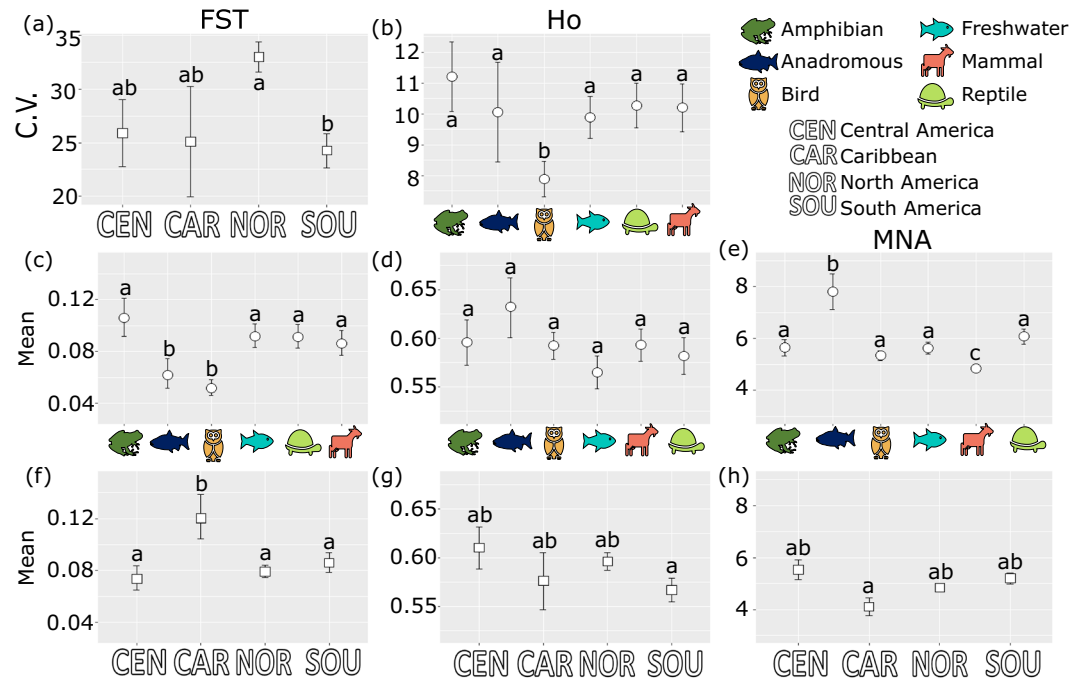 (a) FST
C.V.
35
30
25
20
ab ab a b
CEN CAR NOR SOU
(b) Ho
12
11
10
9
8
a a b a a a
Amphibian Freshwater
Anadromous Mammal
Bird Reptile
CEN Central America
CAR Caribbean
NOR North America
SOU South America
(c)
Mean
0.12
0.08
0.04
a b b a a a
(d)
0.65
0.60
0.55
a a a a a a
(e) MNA
8
6
4
a b a a c a
(f)
Mean
0.12
0.08
0.04
a b a a
CEN CAR NOR SOU
(g)
0.65
0.60
0.55
ab ab ab a
CEN CAR NOR SOU
(h)
8
6
4
ab a ab ab
CEN CAR NOR SOU